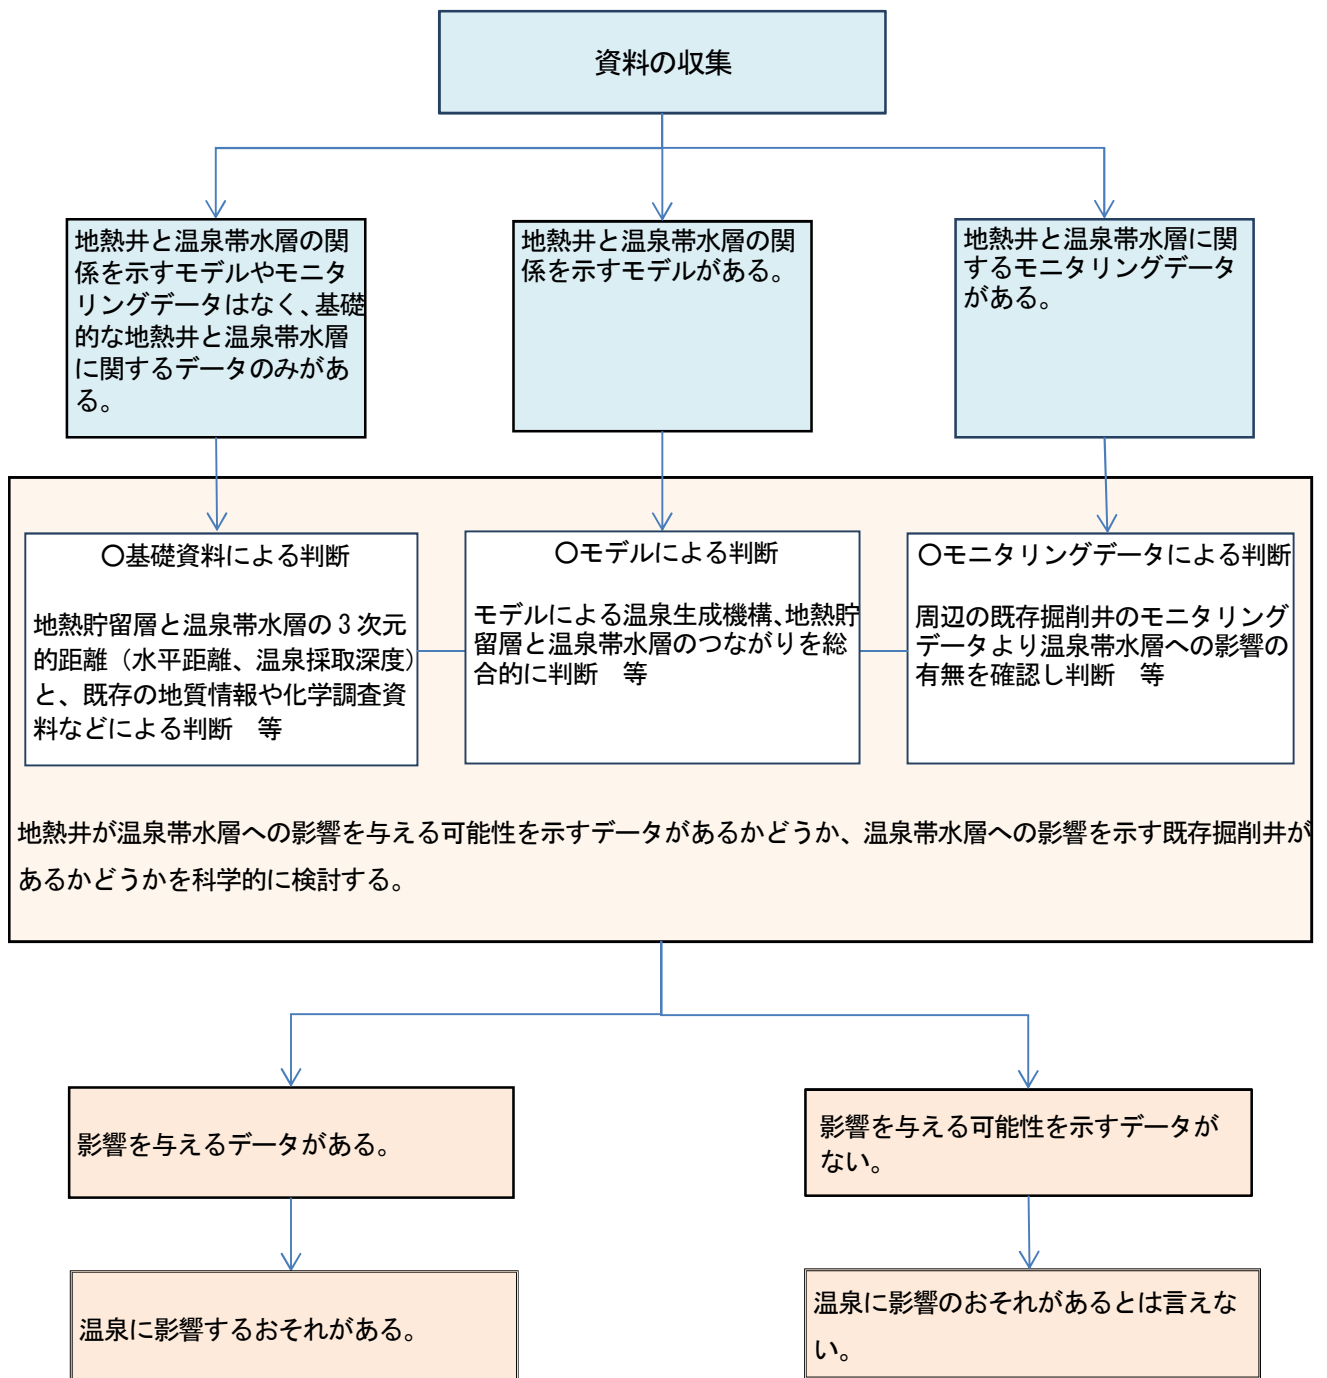 資料の収集
地熱井と温泉帯水層の関
係を示すモデルやモニタ
リングデータはなく、基礎
的な地熱井と温泉帯水層
に関するデータのみがあ
る。
地熱井と温泉帯水層の関
係を示すモデルがある。
地熱井と温泉帯水層に関
するモニタリングデータ
がある。
〇基礎資料による判断
地熱貯留層と温泉帯水層の3次元
的距離（水平距離、温泉採取深度）
と、既存の地質情報や化学調査資
料などによる判断　等
〇モデルによる判断
モデルによる温泉生成機構、地熱貯
留層と温泉帯水層のつながりを総
合的に判断　等
〇モニタリングデータによる判断
周辺の既存掘削井のモニタリング
データより温泉帯水層への影響の
有無を確認し判断　等
地熱井が温泉帯水層への影響を与える可能性を示すデータがあるかどうか、温泉帯水層への影響を示す既存掘削井が
あるかどうかを科学的に検討する。
影響を与えるデータがある。
影響を与える可能性を示すデータが
ない。
温泉に影響するおそれがある。
温泉に影響のおそれがあるとは言えな
い。